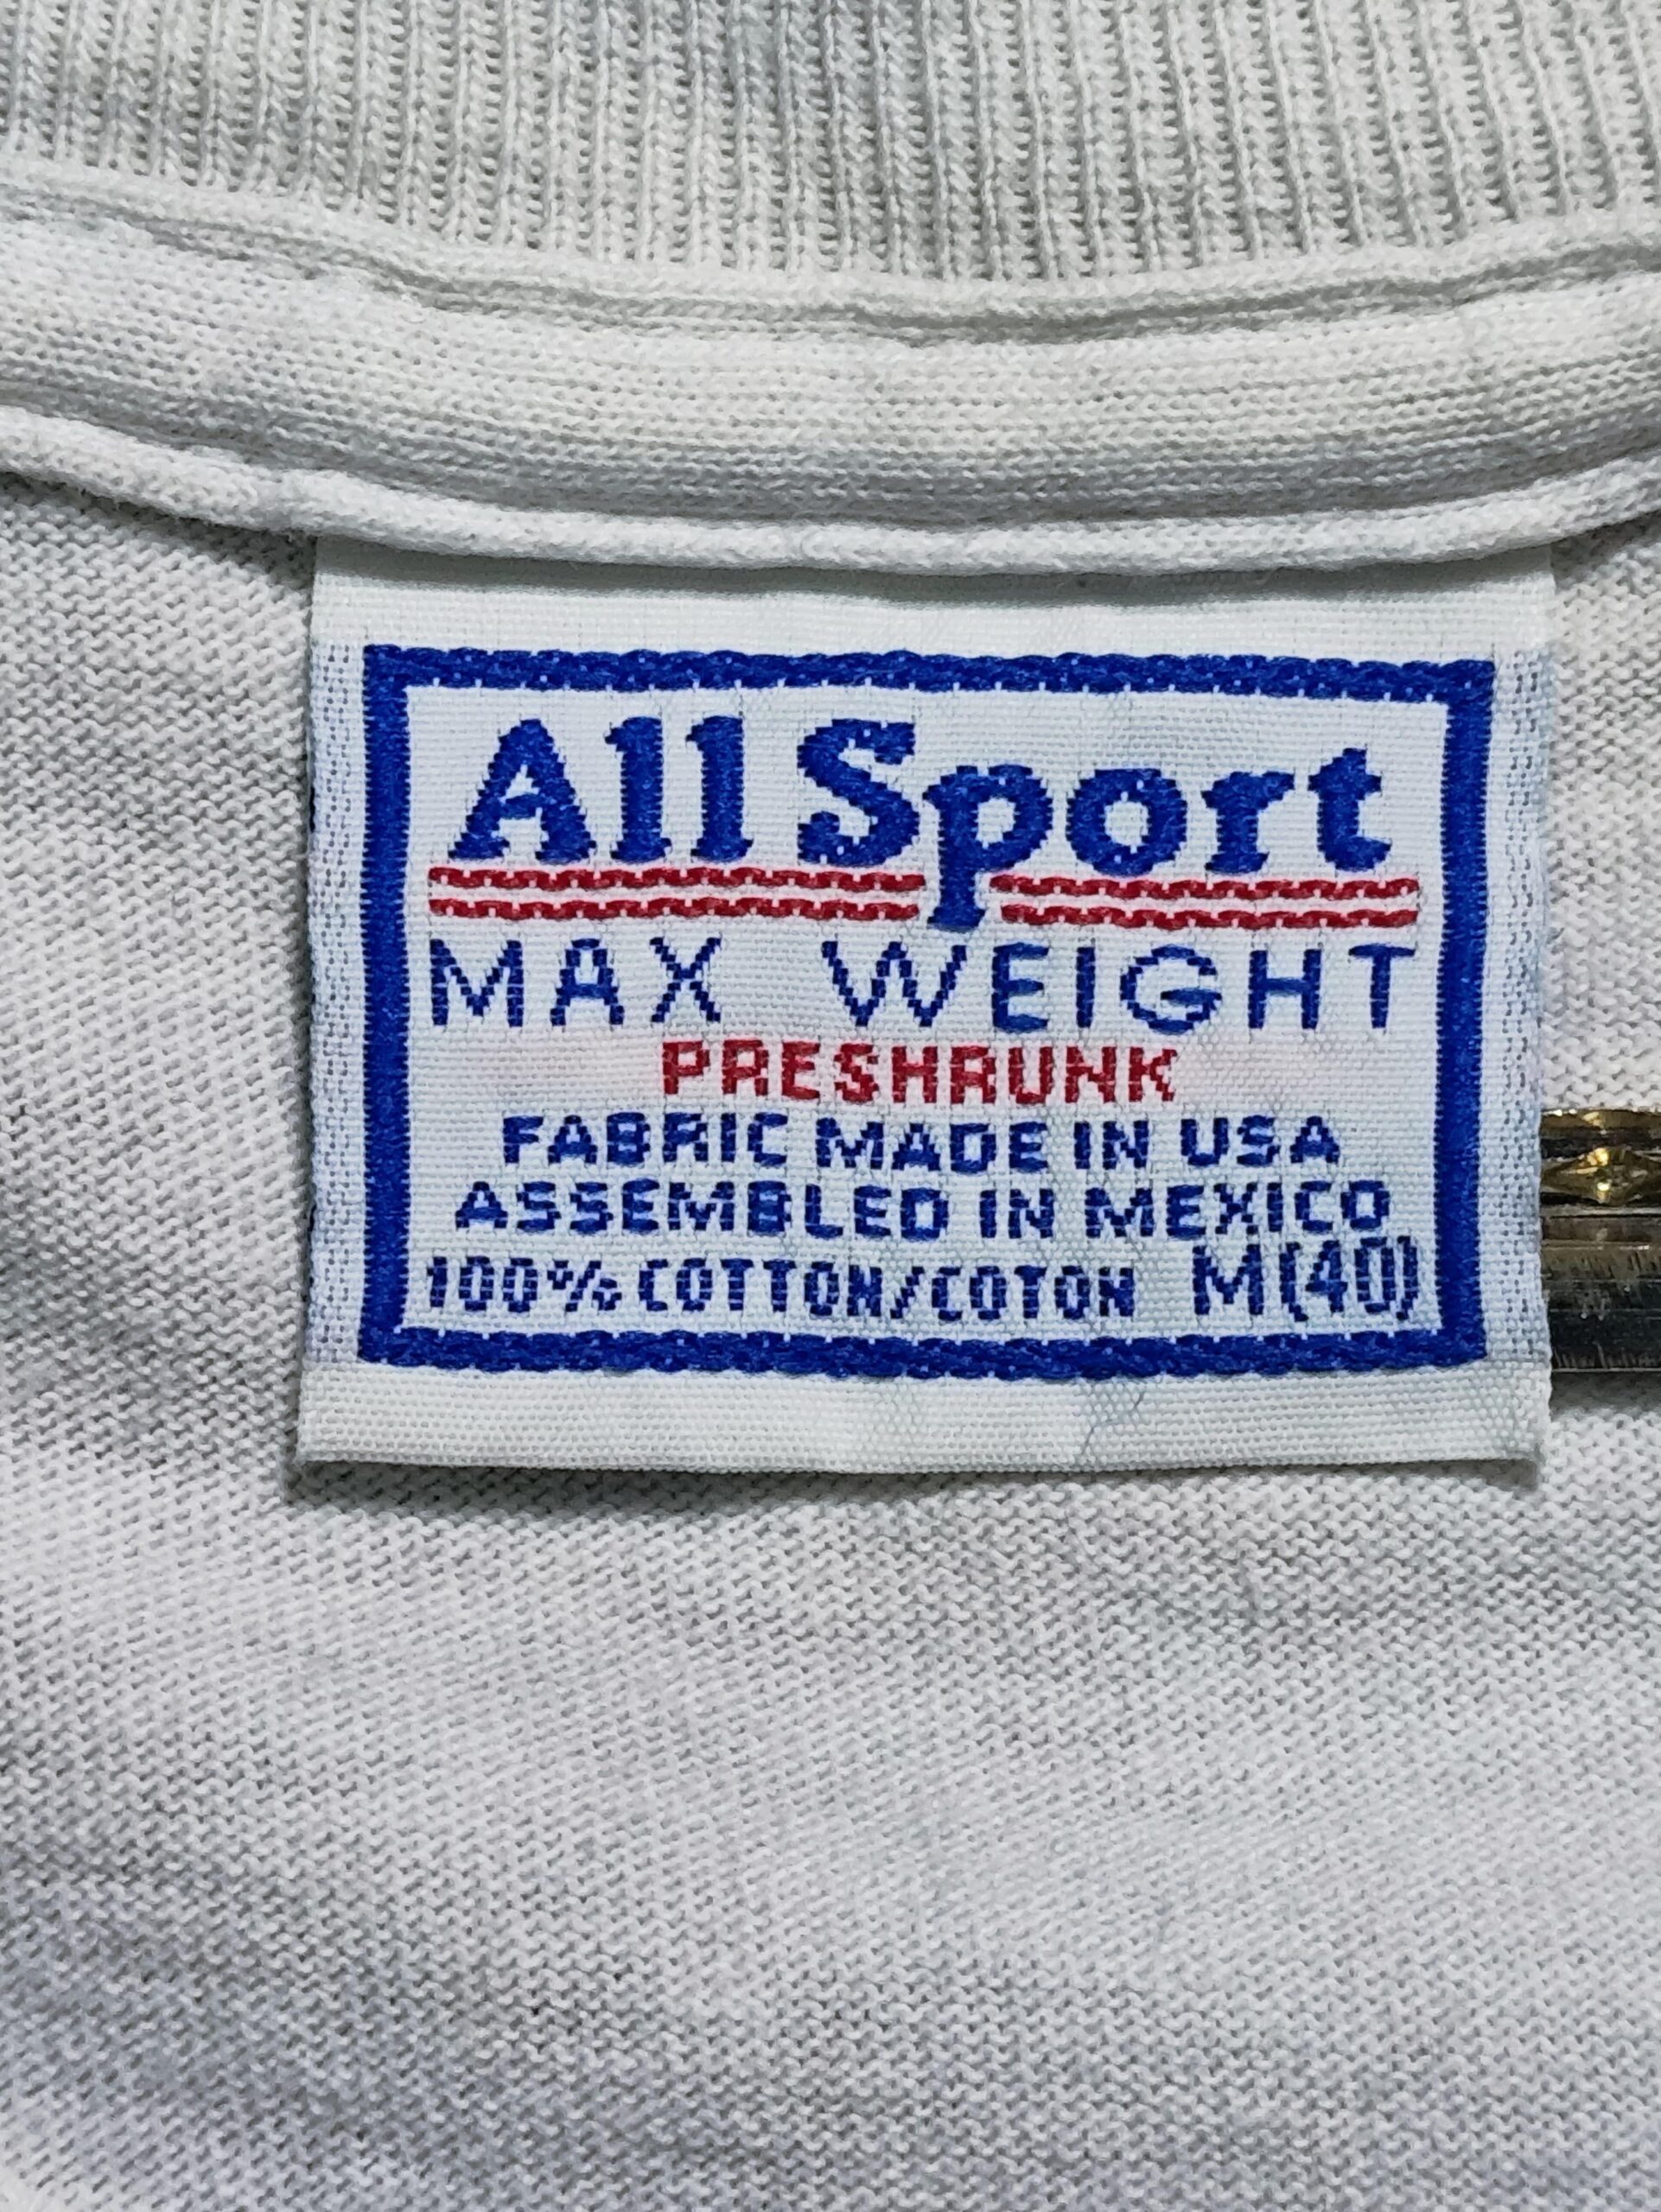 All Sport
MAX WEIGHT
PRESHRUNK
FABRIC MADE IN USA
ASSEMBLED IN MEXICO
100% COTTON/COTON M(40)